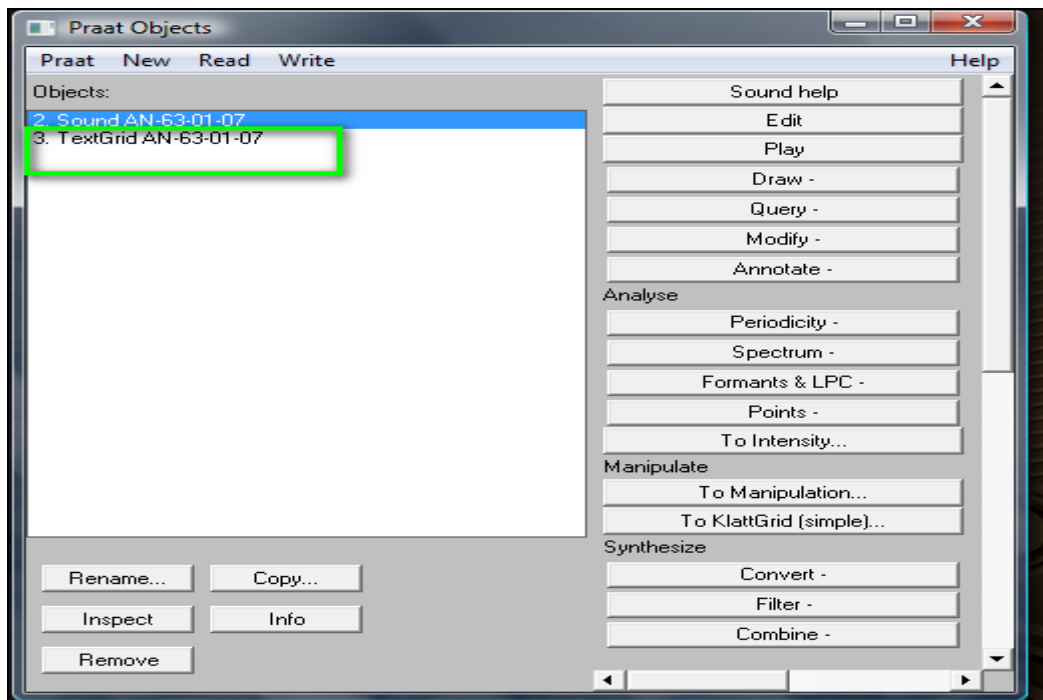 Praat Objects
Praat New Read Write Help
Objects:
2. Sound AN-63-01-07
3. TextGrid AN-63-01-07
Rename... Copy...
Inspect Info
Remove
Sound help
Edit
Play
Draw -
Query -
Modify -
Annotate -
Analyse
Periodicity -
Spectrum -
Formants & LPC -
Points -
To Intensity...
Manipulate
To Manipulation...
To KlattGrid (simple)...
Synthesize
Convert -
Filter -
Combine -